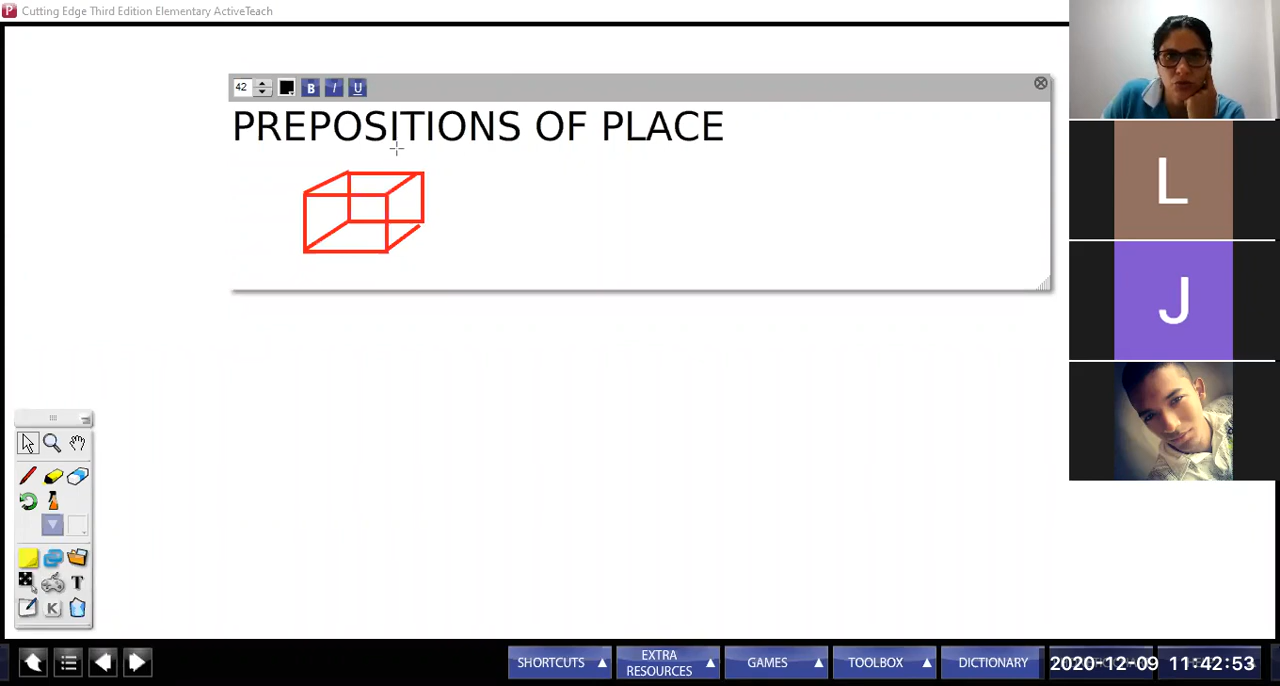 Cutting Edge Third Edition Elementary ActiveTeach
42 B I U
PREPOSITIONS OF PLACE
L
J
T
K
SHORTCUTS
EXTRA
RESOURCES
GAMES
TOOLBOX
DICTIONARY
2020-12-09 11:42:53